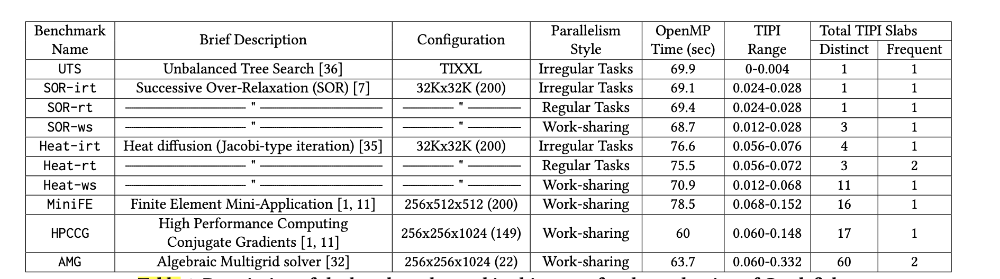 Benchmark Name | Brief Description | Configuration | Parallelism Style | OpenMP Time (sec) | TIPI Range | Total TIPI Slabs
Distinct | Frequent
UTS | Unbalanced Tree Search [36] | TIXXL | Irregular Tasks | 69.9 | 0-0.004 | 1 | 1
SOR-irt | Successive Over-Relaxation (SOR) [7] | 32Kx32K (200) | Irregular Tasks | 69.1 | 0.024-0.028 | 1 | 1
SOR-rt | —— " —— | —— " —— | Regular Tasks | 69.4 | 0.024-0.028 | 1 | 1
SOR-ws | —— " —— | —— " —— | Work-sharing | 68.7 | 0.012-0.028 | 3 | 1
Heat-irt | Heat diffusion (Jacobi-type iteration) [35] | 32Kx32K (200) | Irregular Tasks | 76.6 | 0.056-0.076 | 4 | 1
Heat-rt | —— " —— | —— " —— | Regular Tasks | 75.5 | 0.056-0.072 | 3 | 2
Heat-ws | —— " —— | —— " —— | Work-sharing | 70.9 | 0.012-0.068 | 11 | 1
MiniFE | Finite Element Mini-Application [1, 11] | 256x512x512 (200) | Work-sharing | 78.5 | 0.068-0.152 | 16 | 1
HPCCG | High Performance Computing Conjugate Gradients [1, 11] | 256x256x1024 (149) | Work-sharing | 60 | 0.060-0.148 | 17 | 1
AMG | Algebraic Multigrid solver [32] | 256x256x1024 (22) | Work-sharing | 63.7 | 0.060-0.332 | 60 | 2